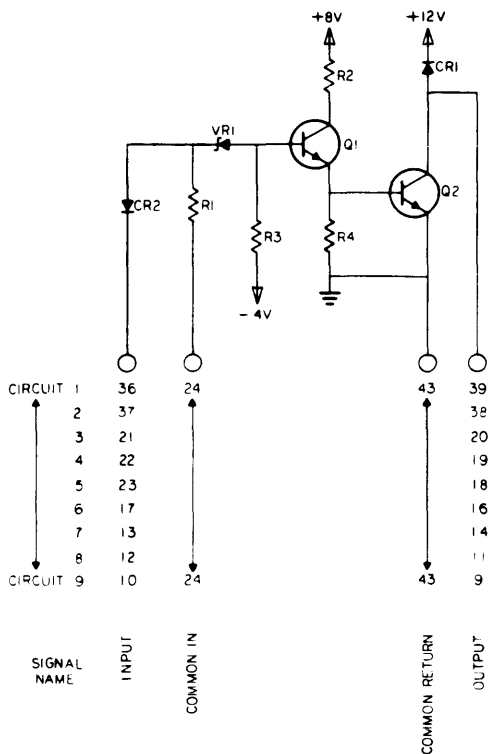 +8V +12V
R2 CR1
VR1 Q1
Q2
CR2 R1
R3 R4
- 4V
CIRCUIT 1 36 24 43 39
2 37 38
3 21 20
4 22 19
5 23 18
6 17 16
7 13 14
8 12 11
CIRCUIT 9 10 24 43 9
SIGNAL NAME
INPUT
COMMON IN
COMMON RETURN
OUTPUT